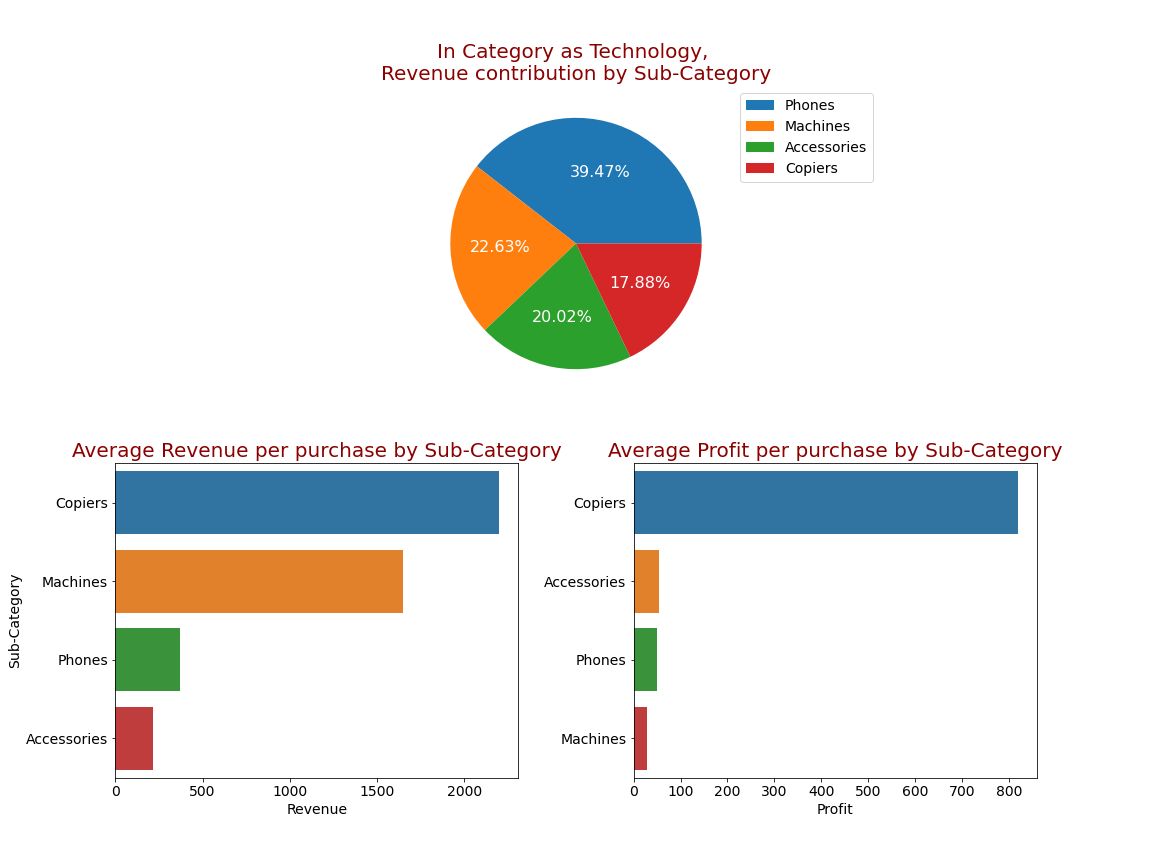 In Category as Technology,
Revenue contribution by Sub-Category
Phones
Machines
Accessories
Copiers
39.47%
22.63%
20.02%
17.88%
Average Revenue per purchase by Sub-Category
Sub-Category
Copiers
Machines
Phones
Accessories
0 500 1000 1500 2000
Revenue
Average Profit per purchase by Sub-Category
Copiers
Accessories
Phones
Machines
0 100 200 300 400 500 600 700 800
Profit